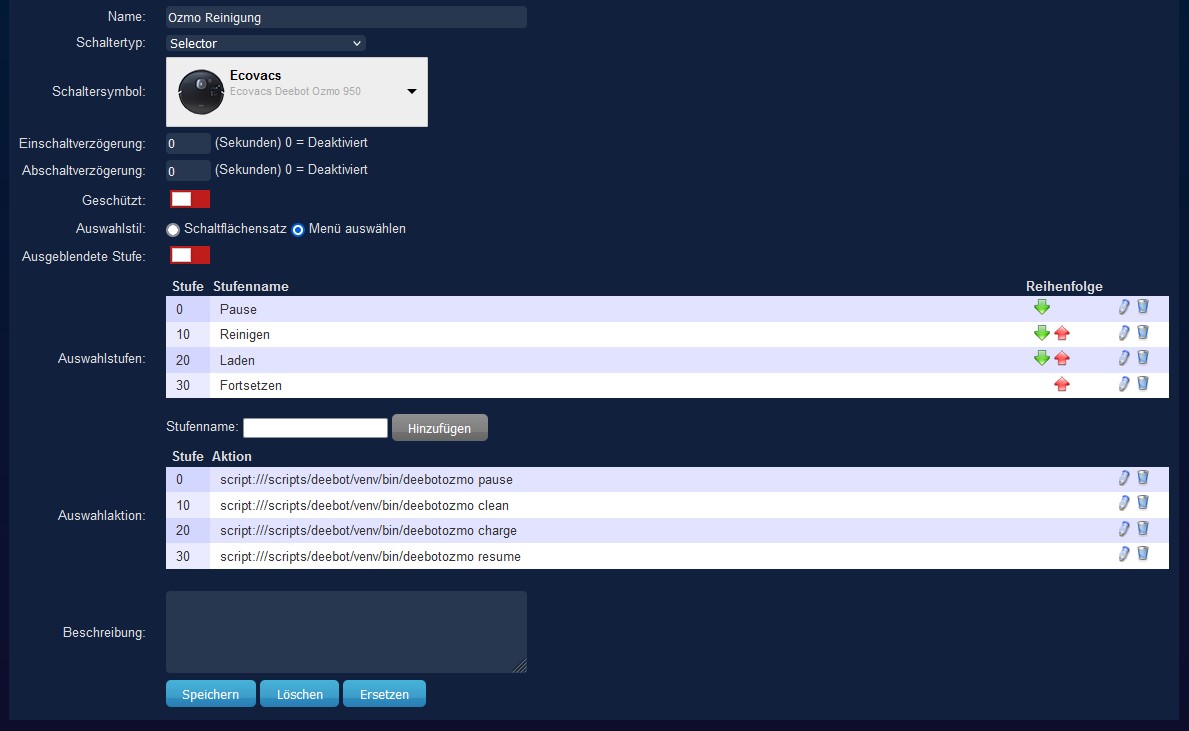 Name: Ozmo Reinigung
Schaltertyp: Selector
Schaltersymbol: Ecovacs
Ecovacs Deebot Ozmo 950
Einschaltverzögerung: 0 (Sekunden) 0 = Deaktiviert
Abschaltverzögerung: 0 (Sekunden) 0 = Deaktiviert
Geschützt:
Auswahlstil: Schaltflächensatz Menü auswählen
Ausgeblendete Stufe:
Auswahlstufen:
Stufe Stufenname Reihenfolge
0 Pause
10 Reinigen
20 Laden
30 Fortsetzen
Stufenname: Hinzufügen
Auswahlaktion:
Stufe Aktion
0 script:///scripts/deebot/venv/bin/deebotozmo pause
10 script:///scripts/deebot/venv/bin/deebotozmo clean
20 script:///scripts/deebot/venv/bin/deebotozmo charge
30 script:///scripts/deebot/venv/bin/deebotozmo resume
Beschreibung:
Speichern Löschen Ersetzen